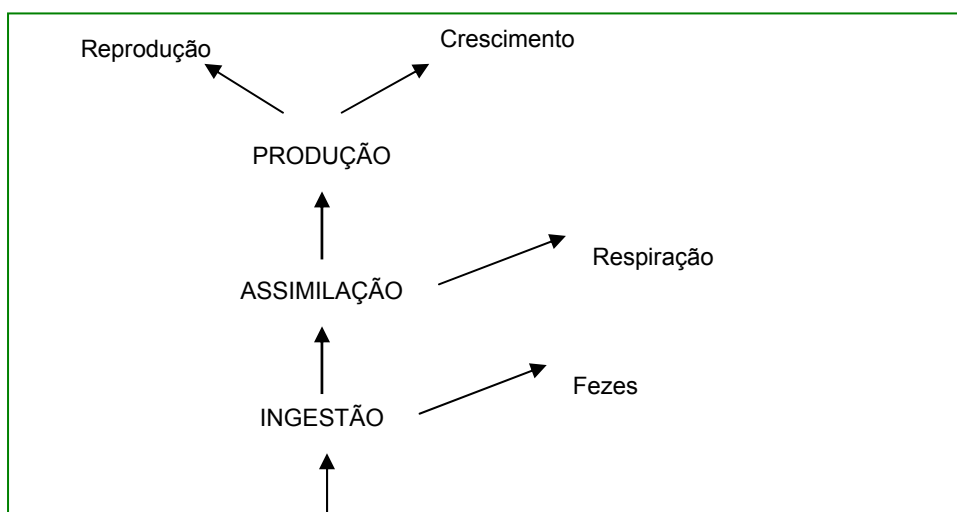 Reprodução
Crescimento
PRODUÇÃO
Respiração
ASSIMILAÇÃO
Fezes
INGESTÃO